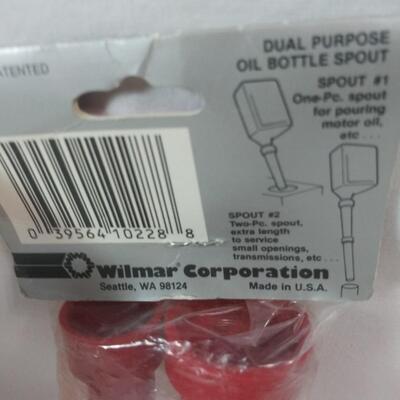 ATENTED
DUAL PURPOSE
OIL BOTTLE SPOUT
SPOUT #1
One-Pc. spout
for pouring
motor oil,
etc . . .
0 39564 10228 8
SPOUT #2
Two-Pc. spout,
extra length
to service
small openings,
transmissions, etc . . .
Wilmar Corporation
Seattle, WA 98124
Made in U.S.A.